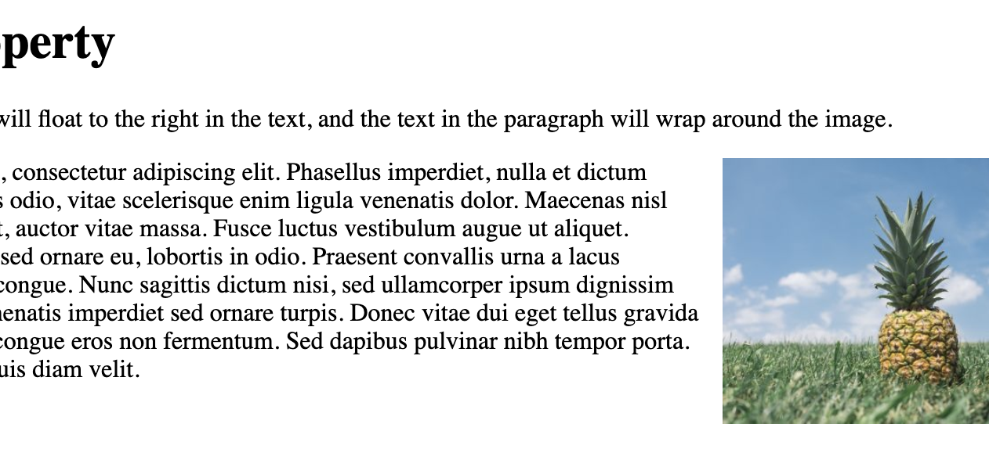 perty
will float to the right in the text, and the text in the paragraph will wrap around the image.
, consectetur adipiscing elit. Phasellus imperdiet, nulla et dictum
s odio, vitae scelerisque enim ligula venenatis dolor. Maecenas nisl
t, auctor vitae massa. Fusce luctus vestibulum augue ut aliquet.
sed ornare eu, lobortis in odio. Praesent convallis urna a lacus
congue. Nunc sagittis dictum nisi, sed ullamcorper ipsum dignissim
enatis imperdiet sed ornare turpis. Donec vitae dui eget tellus gravida
congue eros non fermentum. Sed dapibus pulvinar nibh tempor porta.
uis diam velit.